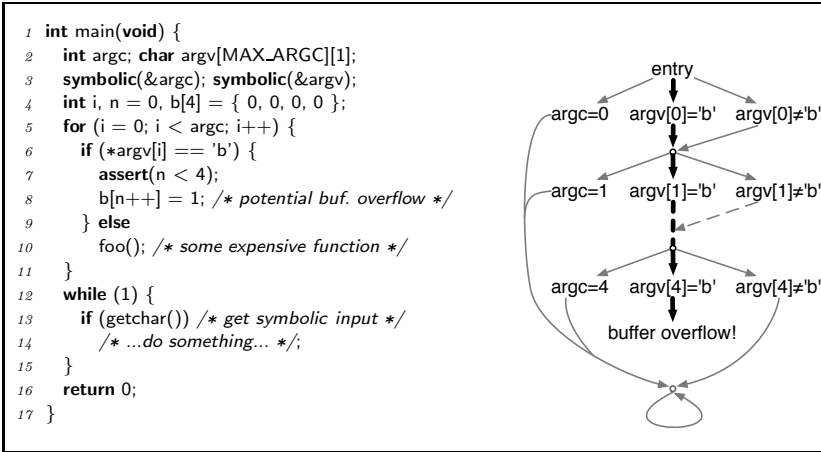 1 int main(void) {
2 int argc; char argv[MAX_ARGC][1];
3 symbolic(&argc); symbolic(&argv);
4 int i, n = 0, b[4] = { 0, 0, 0, 0 };
5 for (i = 0; i < argc; i++) {
6 if (*argv[i] == 'b') {
7 assert(n < 4);
8 b[n++] = 1; /* potential buf. overflow */
9 } else
10 foo(); /* some expensive function */
11 }
12 while (1) {
13 if (getchar()) /* get symbolic input */
14 /* ...do something... */;
15 }
16 return 0;
17 }
entry
argc=0 argv[0]='b' argv[0]≠'b'
argc=1 argv[1]='b' argv[1]≠'b'
argc=4 argv[4]='b' argv[4]≠'b'
buffer overflow!